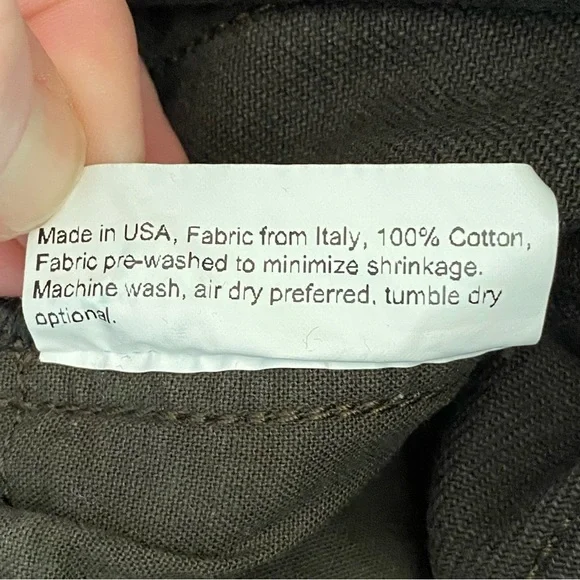 Made in USA, Fabric from Italy, 100% Cotton,
Fabric pre-washed to minimize shrinkage.
Machine wash, air dry preferred, tumble dry
optional.